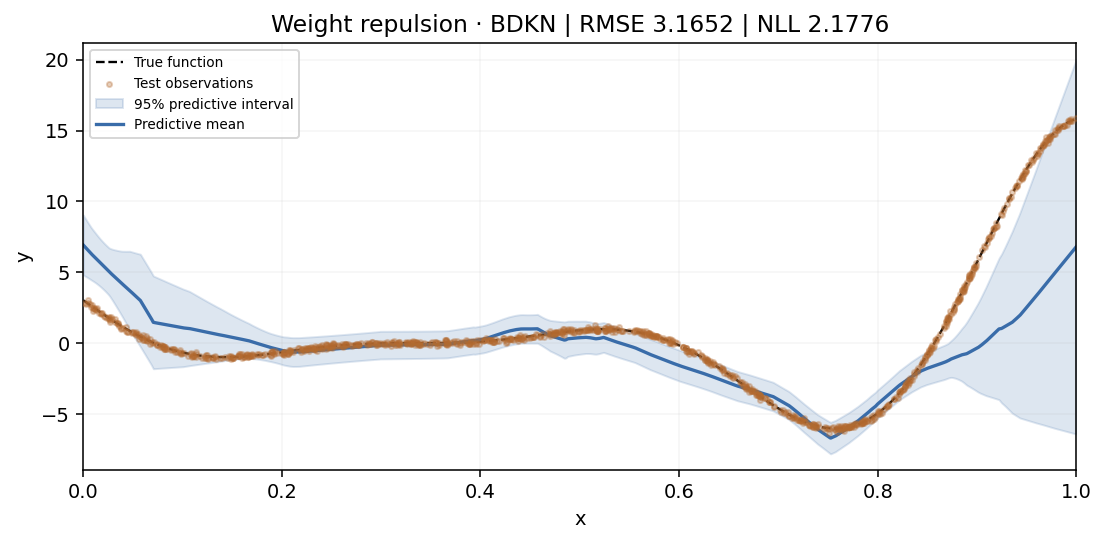 Weight repulsion · BDKN | RMSE 3.1652 | NLL 2.1776
True function
Test observations
95% predictive interval
Predictive mean
20
15
10
5
0
−5
y
0.0 0.2 0.4 0.6 0.8 1.0
x